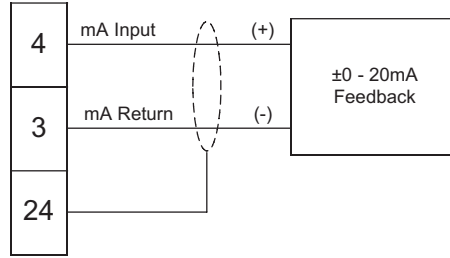 4
mA Input
(+)
±0 - 20mA
Feedback
3
mA Return
(-)
24